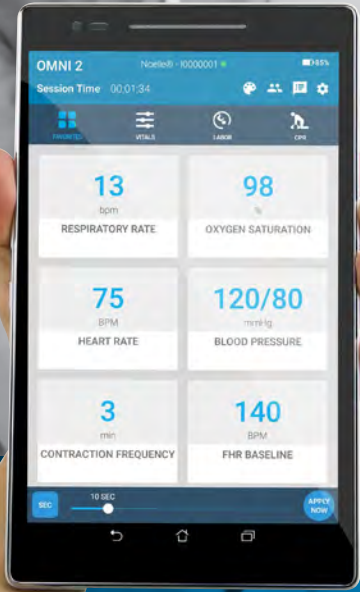 OMNI 2
Noelle® - I0000001
85%
Session Time 00:01:34
FAVORITES
VITALS
LABOR
CPR
13
bpm
RESPIRATORY RATE
98
%
OXYGEN SATURATION
75
BPM
HEART RATE
120/80
mmHg
BLOOD PRESSURE
3
min
CONTRACTION FREQUENCY
140
BPM
FHR BASELINE
SEC
10 SEC
APPLY
NOW